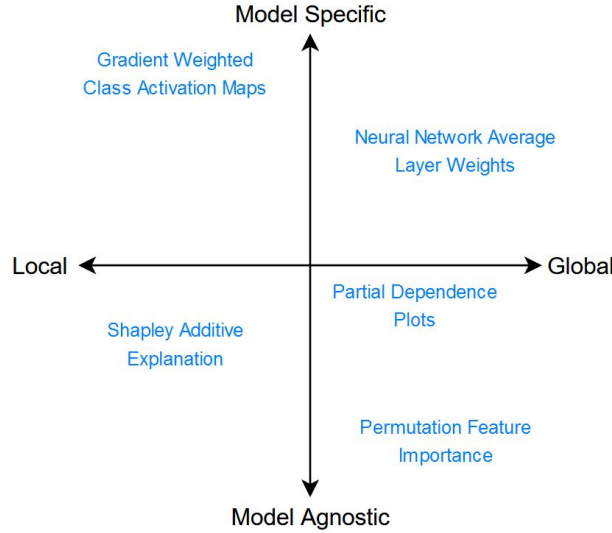 Model Specific
Gradient Weighted
Class Activation Maps
Neural Network Average
Layer Weights
Local
Global
Partial Dependence
Plots
Shapley Additive
Explanation
Permutation Feature
Importance
Model Agnostic